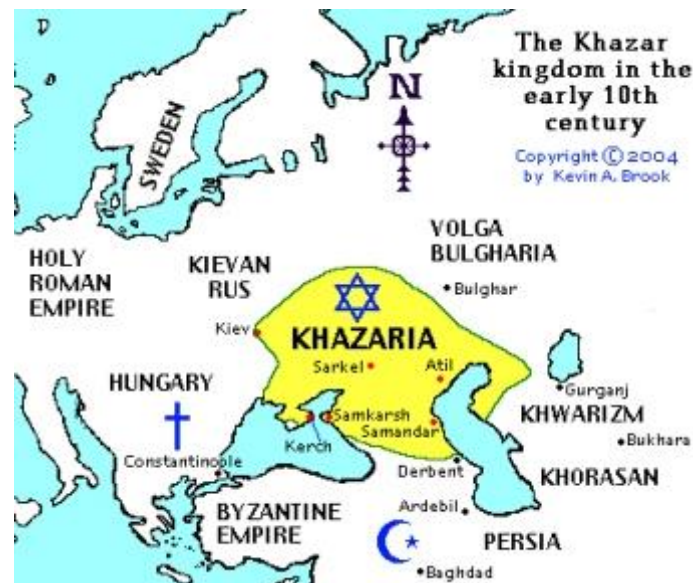 The Khazar
kingdom in the
early 10th
century
Copyright © 2004
by Kevin A. Brook
N
SWEDEN
HOLY
ROMAN
EMPIRE
KIEVAN
RUS
VOLGA
BULGHARIA
Bulghar
Kiev
KHAZARIA
Sarkel
Atil
HUNGARY
Gurganj
KHWARIZM
Samkarsh
Samandar
Kerch
Bukhara
Constantinople
Derbent
KHORASAN
BYZANTINE
EMPIRE
Ardebil
PERSIA
Baghdad